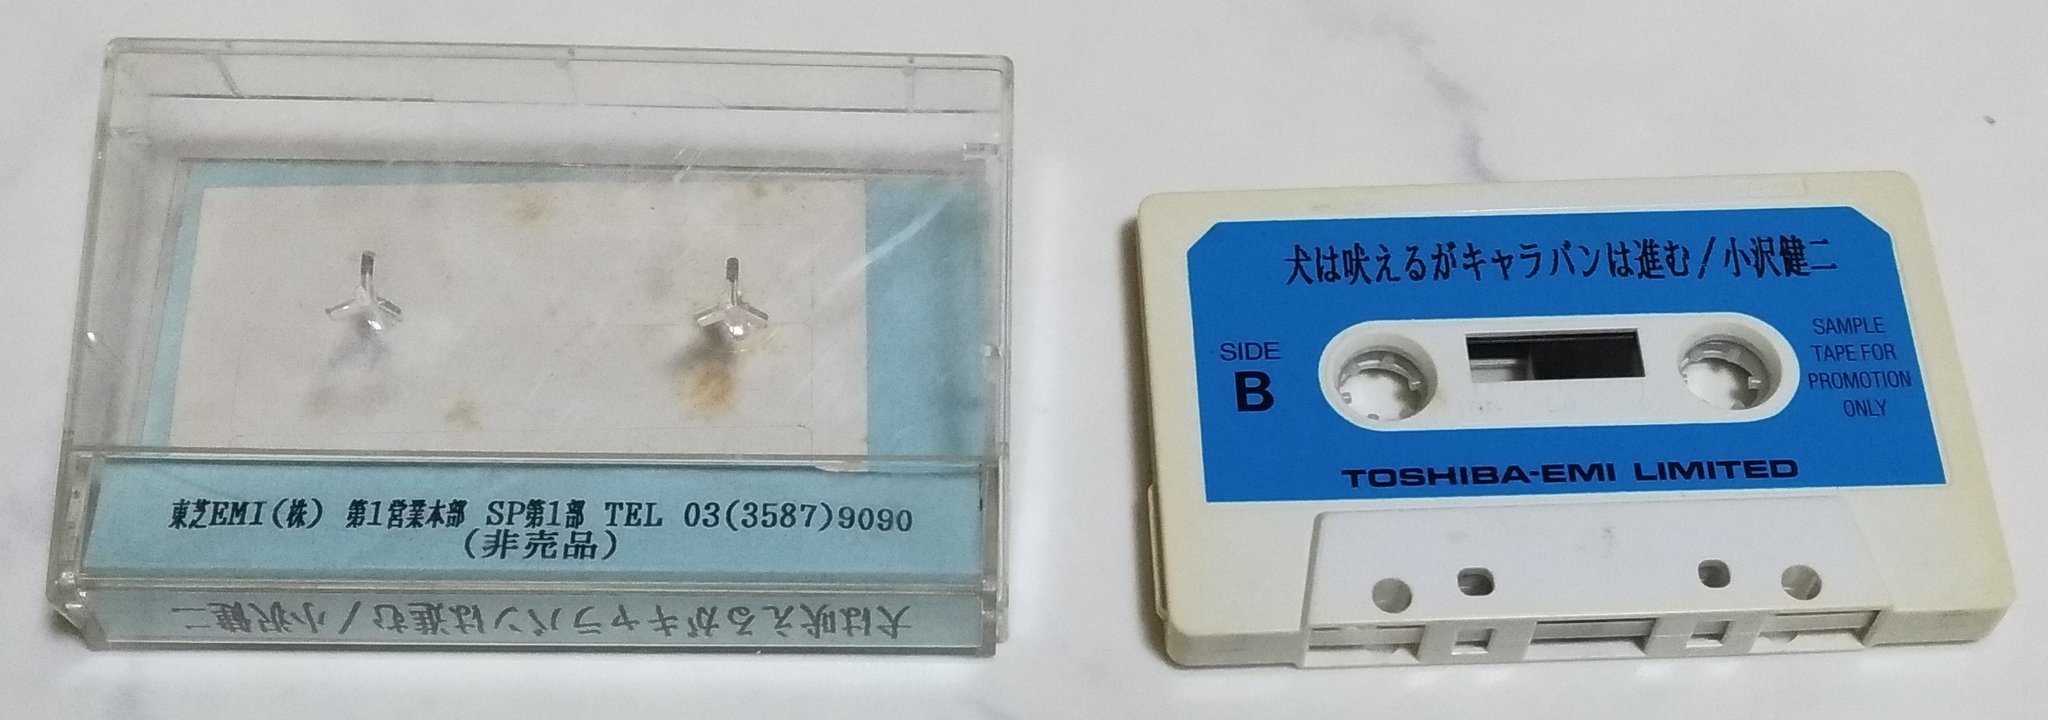 東芝EMI(株) 第1営業本部 SP第1部 TEL 03(3587)9090
(非売品)
犬は吠えるがキャラバンは進む/小沢健二
犬は吠えるがキャラバンは進む/小沢健二
SIDE
B
SAMPLE
TAPE FOR
PROMOTION
ONLY
TOSHIBA-EMI LIMITED